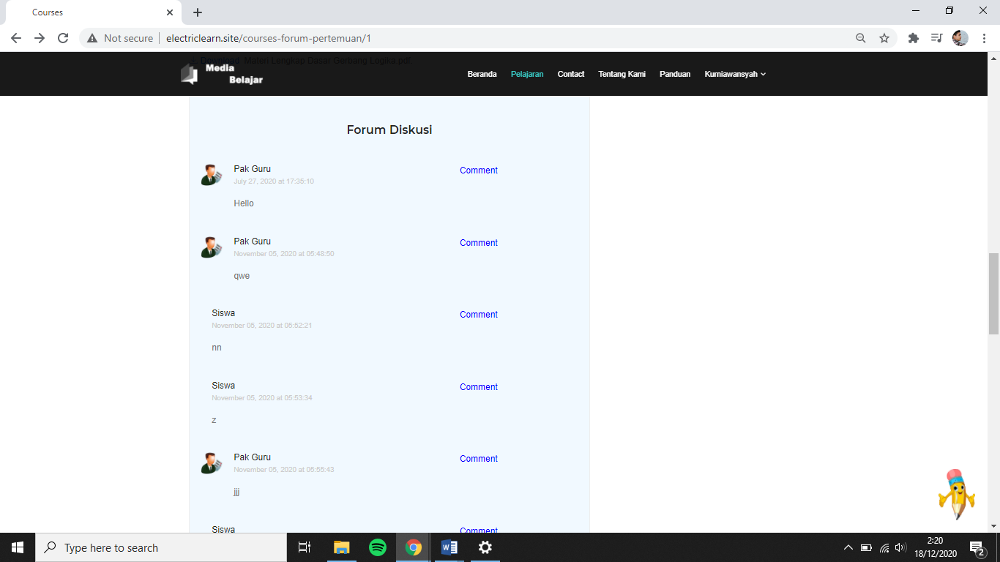 Courses
Not secure
electriclearn.site/courses-forum-pertemuan/1
Download Materi Lengkap Dasar Gerbang Logika.pdf
Media
Belajar
Beranda Pelajaran Contact Tentang Kami Panduan Kurniawansyah
Forum Diskusi
Pak Guru
Comment
July 27, 2020 at 17:35:10
Hello
Pak Guru
Comment
November 05, 2020 at 05:48:50
qwe
Siswa
Comment
November 05, 2020 at 05:52:21
nn
Siswa
Comment
November 05, 2020 at 05:53:34
z
Pak Guru
Comment
November 05, 2020 at 05:55:43
jjj
Siswa
Comment
Type here to search
2:20
18/12/2020
2